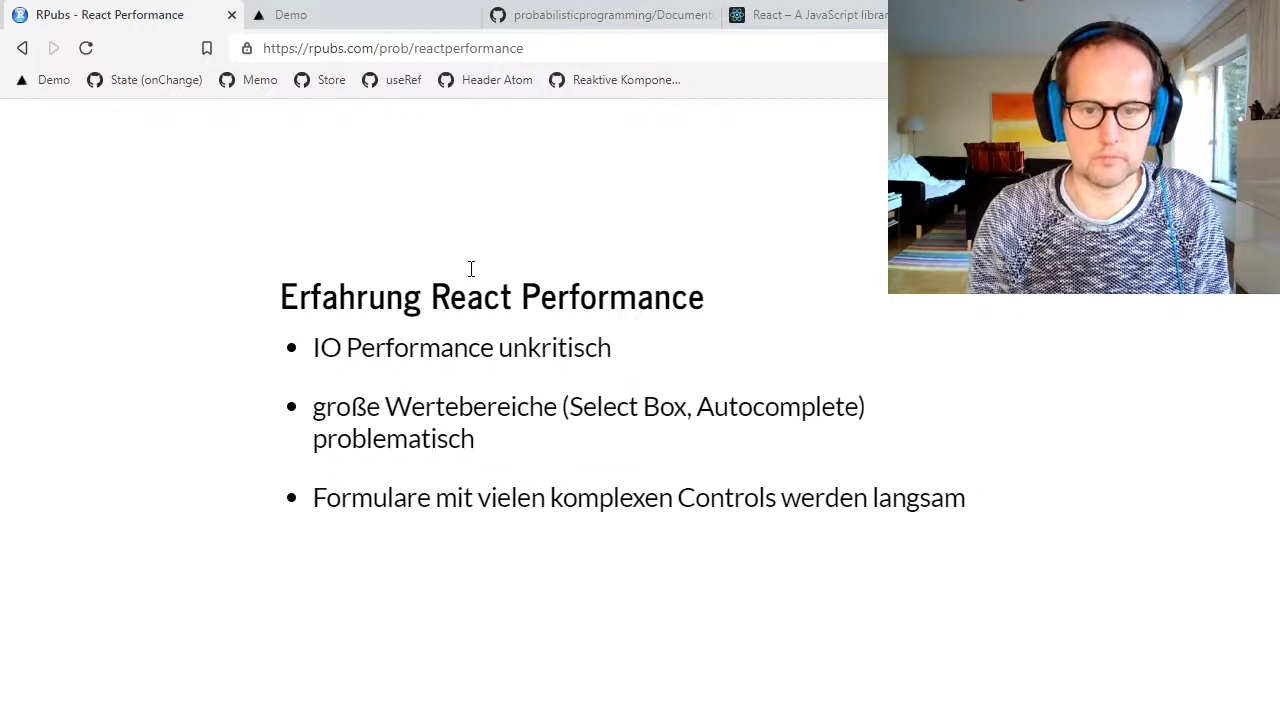 RPubs - React Performance
Demo
probabilisticprogramming/Document
React – A JavaScript librar
https://rpubs.com/prob/reactperformance
Demo
State (onChange)
Memo
Store
useRef
Header Atom
Reaktive Kompone...
Erfahrung React Performance
IO Performance unkritisch
große Wertebereiche (Select Box, Autocomplete)
problematisch
Formulare mit vielen komplexen Controls werden langsam